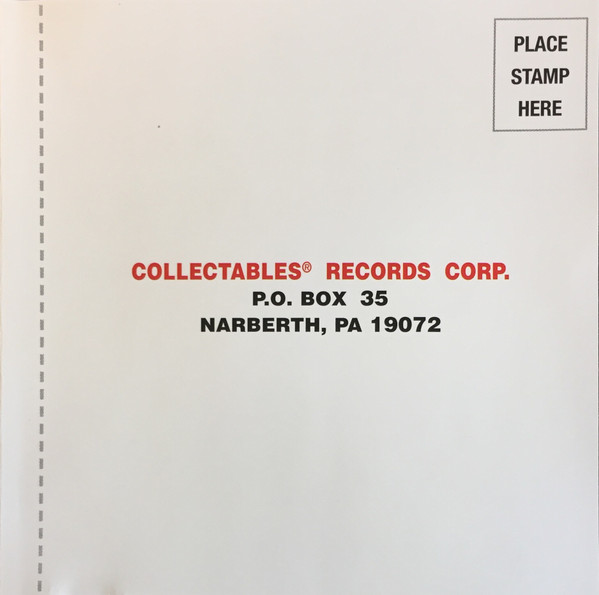 PLACE
STAMP
HERE
COLLECTABLES® RECORDS CORP.
P.O. BOX 35
NARBERTH, PA 19072